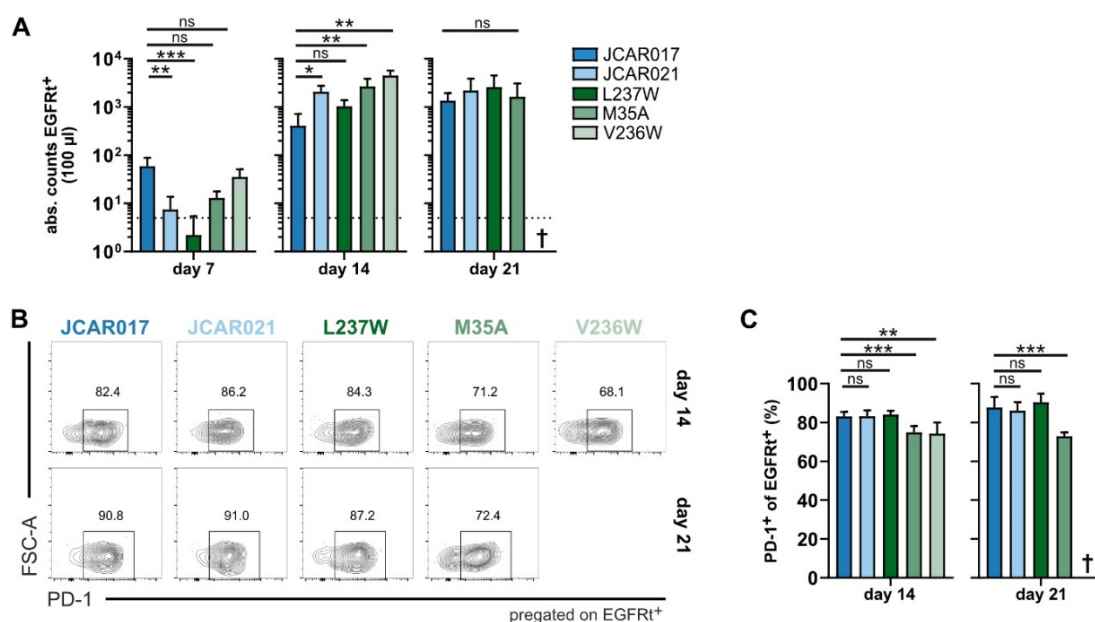 A
ns
ns
***
**
**
**
ns
*
ns
JCAR017
JCAR021
L237W
M35A
V236W
abs. counts EGFRt⁺
(100 µl)
10⁴
10³
10²
10¹
10⁰
†
day 7
day 14
day 21
B
JCAR017
JCAR021
L237W
M35A
V236W
82.4
86.2
84.3
71.2
68.1
day 14
90.8
91.0
87.2
72.4
day 21
FSC-A
PD-1
pregated on EGFRt⁺
C
**
***
ns
ns
***
ns
ns
PD-1⁺ of EGFRt⁺ (%)
100
80
60
40
20
0
†
day 14
day 21